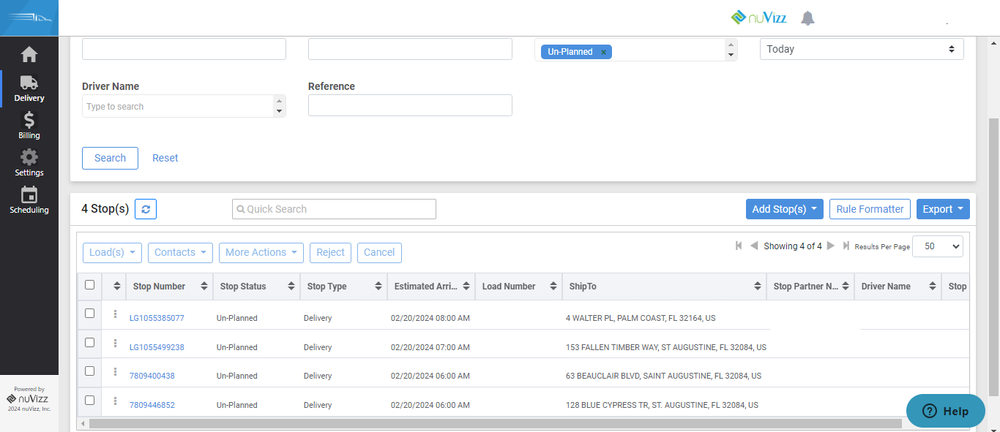 nuVizz
Un-Planned ×
Today
Delivery
Driver Name
Reference
Type to search
Billing
Search
Reset
Settings
Scheduling
4 Stop(s)
Quick Search
Add Stop(s)
Rule Formatter
Export
Load(s)
Contacts
More Actions
Reject
Cancel
Showing 4 of 4
Results Per Page
50
Stop Number Stop Status Stop Type Estimated Arri... Load Number ShipTo Stop Partner N... Driver Name Stop
LG1055385077 Un-Planned Delivery 02/20/2024 08:00 AM 4 WALTER PL, PALM COAST, FL 32164, US
LG1055499238 Un-Planned Delivery 02/20/2024 07:00 AM 153 FALLEN TIMBER WAY, ST AUGUSTINE, FL 32084, US
7809400438 Un-Planned Delivery 02/20/2024 06:00 AM 63 BEAUCLAIR BLVD, SAINT AUGUSTINE, FL 32084, US
7809446852 Un-Planned Delivery 02/20/2024 06:00 AM 128 BLUE CYPRESS TR, ST. AUGUSTINE, FL 32084, US
Powered by
nuVizz
2024 nuVizz, Inc.
Help